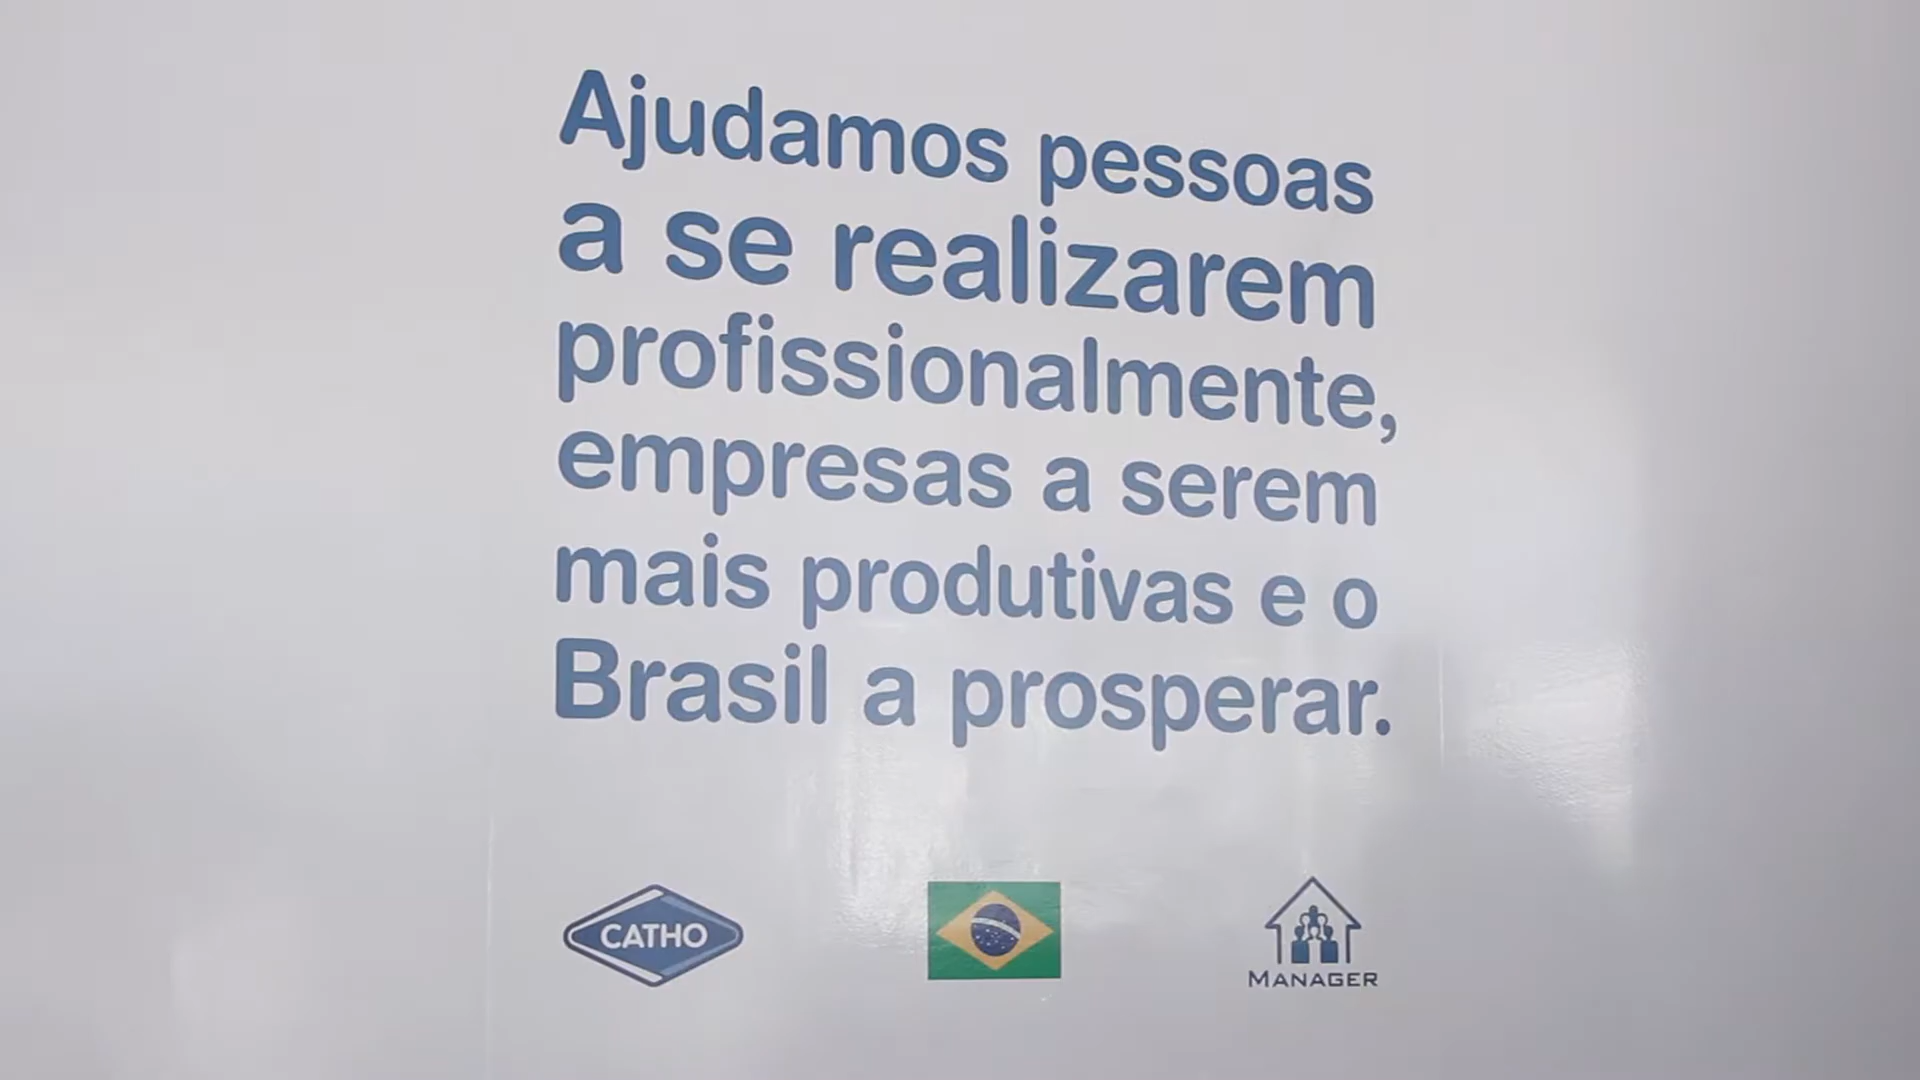 Ajudamos pessoas
a se realizarem
profissionalmente,
empresas a serem
mais produtivas e o
Brasil a prosperar.
CATHO
MANAGER